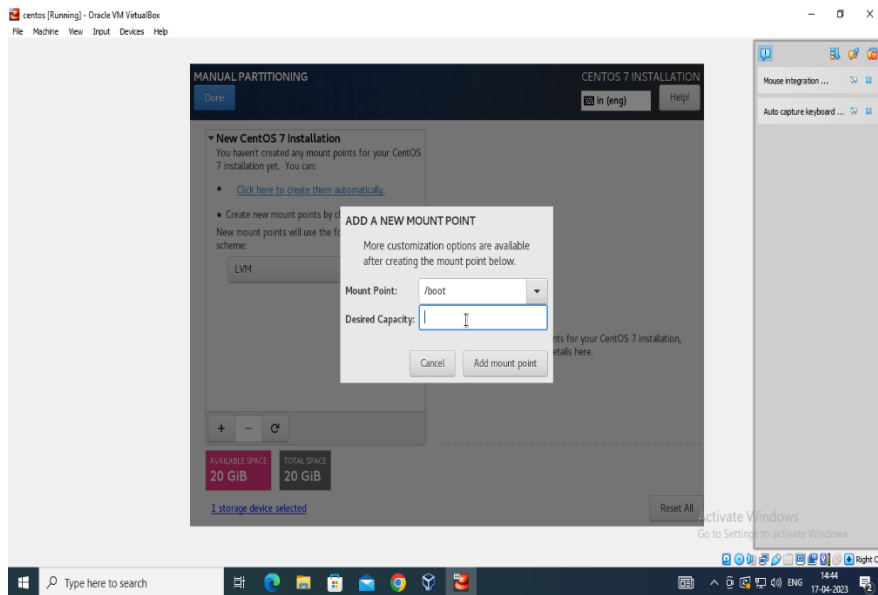 centos [Running] - Oracle VM VirtualBox
File Machine View Input Devices Help
Mouse integration ...
Auto capture keyboard ...
MANUAL PARTITIONING
CENTOS 7 INSTALLATION
Done
in (eng)
Help!
New CentOS 7 Installation
You haven't created any mount points for your CentOS
7 installation yet. You can:
Click here to create them automatically.
Create new mount points by
New mount points will use the
scheme:
LVM
ADD A NEW MOUNT POINT
More customization options are available
after creating the mount point below.
Mount Point: /boot
Desired Capacity:
Cancel Add mount point
for your CentOS 7 installation,
here.
+ -
AVAILABLE SPACE
20 GiB
TOTAL SPACE
20 GiB
1 storage device selected
Reset All
Activate Windows
Go to Settings to activate Windows.
Right C
Type here to search
ENG
14:44
17-04-2023
2